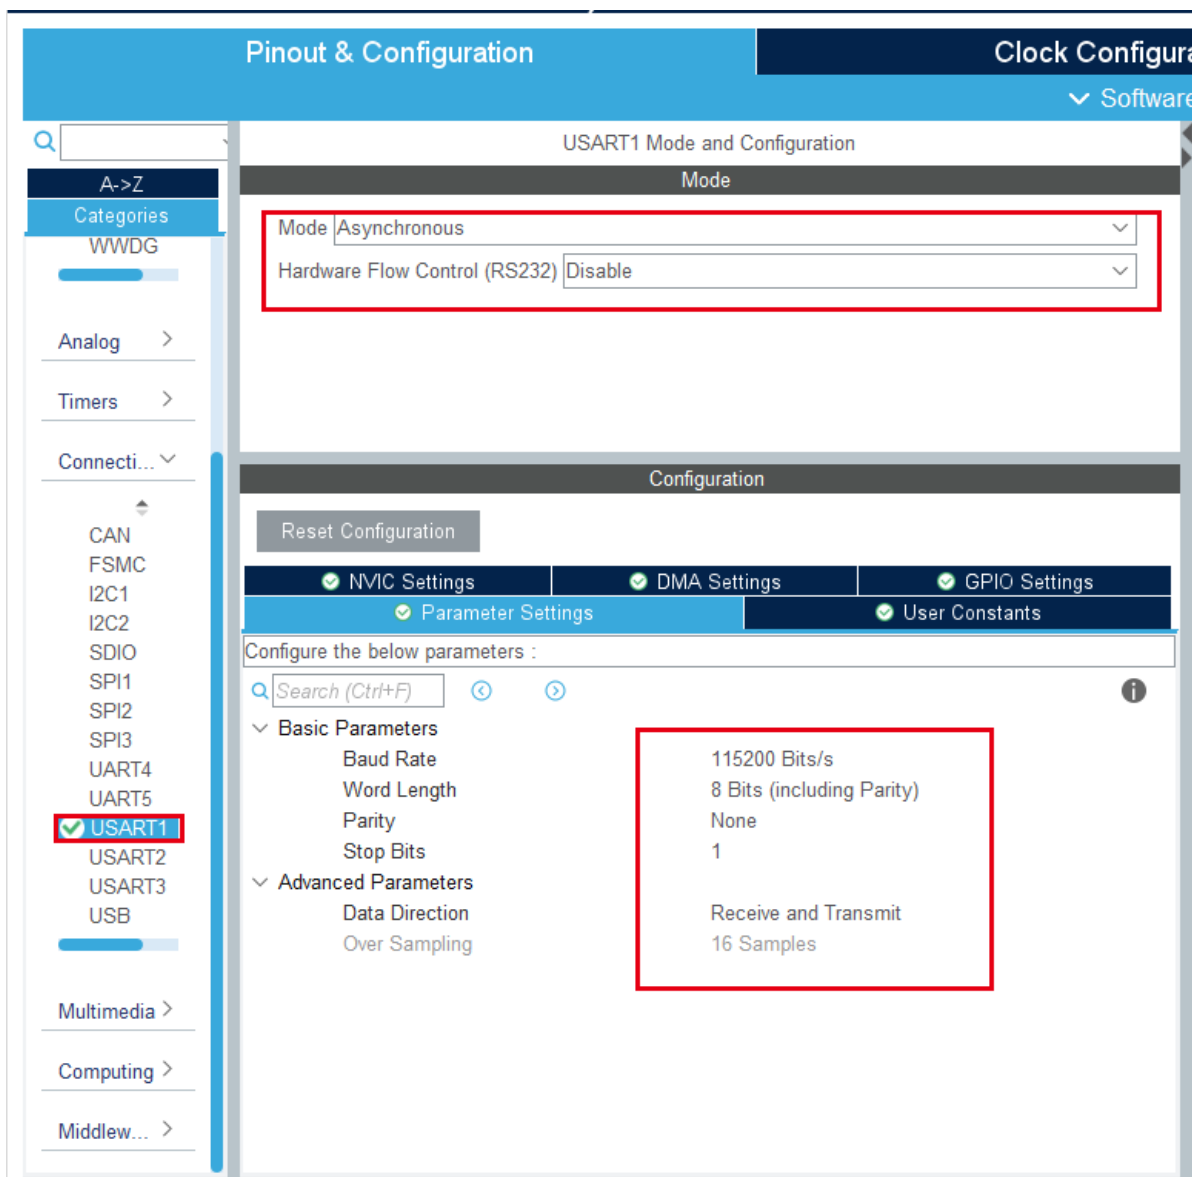 Pinout & Configuration
Clock Configura
Software
USART1 Mode and Configuration
A->Z
Categories
WWDG
Analog
Timers
Connecti...
CAN
FSMC
I2C1
I2C2
SDIO
SPI1
SPI2
SPI3
UART4
UART5
USART1
USART2
USART3
USB
Multimedia
Computing
Middlew...
Mode
Mode Asynchronous
Hardware Flow Control (RS232) Disable
Configuration
Reset Configuration
NVIC Settings DMA Settings GPIO Settings
Parameter Settings User Constants
Configure the below parameters :
Search (Ctrl+F)
Basic Parameters
Baud Rate 115200 Bits/s
Word Length 8 Bits (including Parity)
Parity None
Stop Bits 1
Advanced Parameters
Data Direction Receive and Transmit
Over Sampling 16 Samples